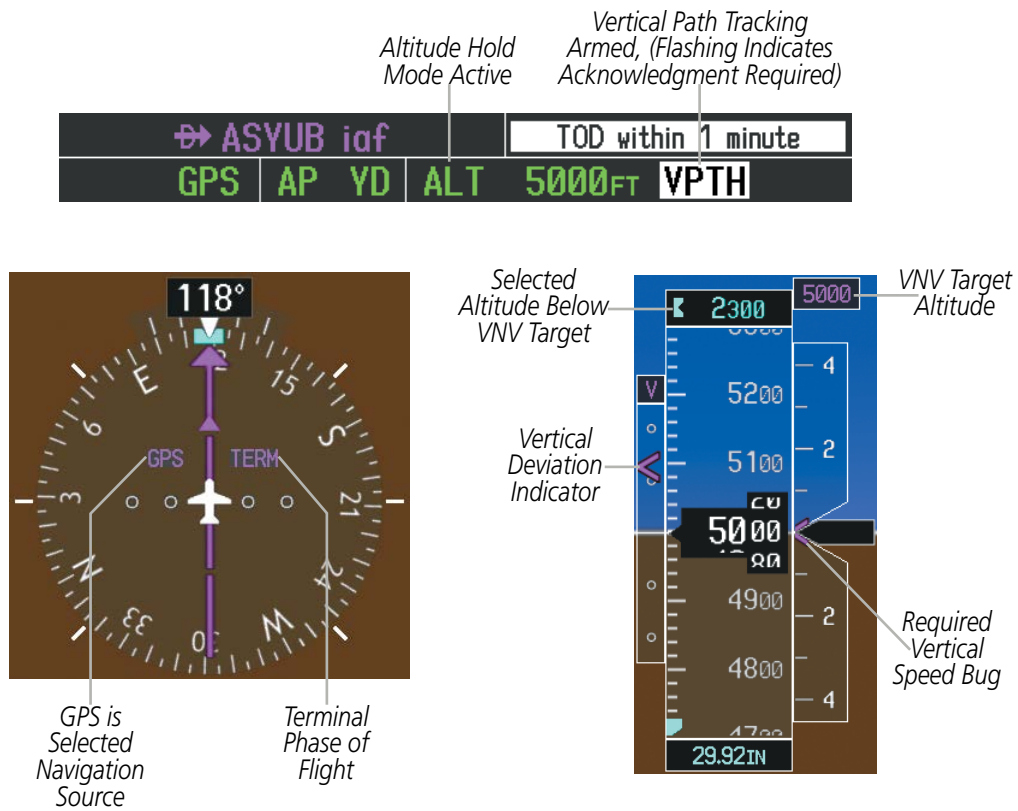 Altitude Hold
Mode Active
Vertical Path Tracking
Armed, (Flashing Indicates
Acknowledgment Required)
ASYUB iaf
TOD within 1 minute
GPS AP YD ALT 5000FT VPTH
118°
E
15
S
21
24
W
30
33
N
3
6
GPS TERM
GPS is
Selected
Navigation
Source
Terminal
Phase of
Flight
Selected
Altitude Below
VNV Target
2300
5000
VNV Target
Altitude
V
5200
5100
5000
4900
4800
29.92IN
4
2
2
4
Vertical
Deviation
Indicator
Required
Vertical
Speed Bug